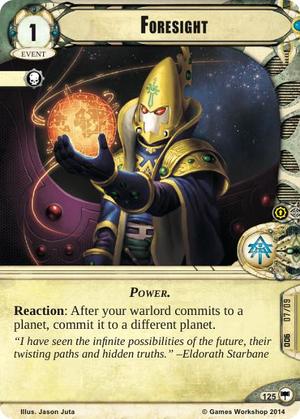 FORESIGHT
1
EVENT
POWER.
Reaction: After your warlord commits to a
planet, commit it to a different planet.
“I have seen the infinite possibilities of the future, their
twisting paths and hidden truths.” –Eldorath Starbane
006 07/09
125
Illus. Jason Juta
© Games Workshop 2014